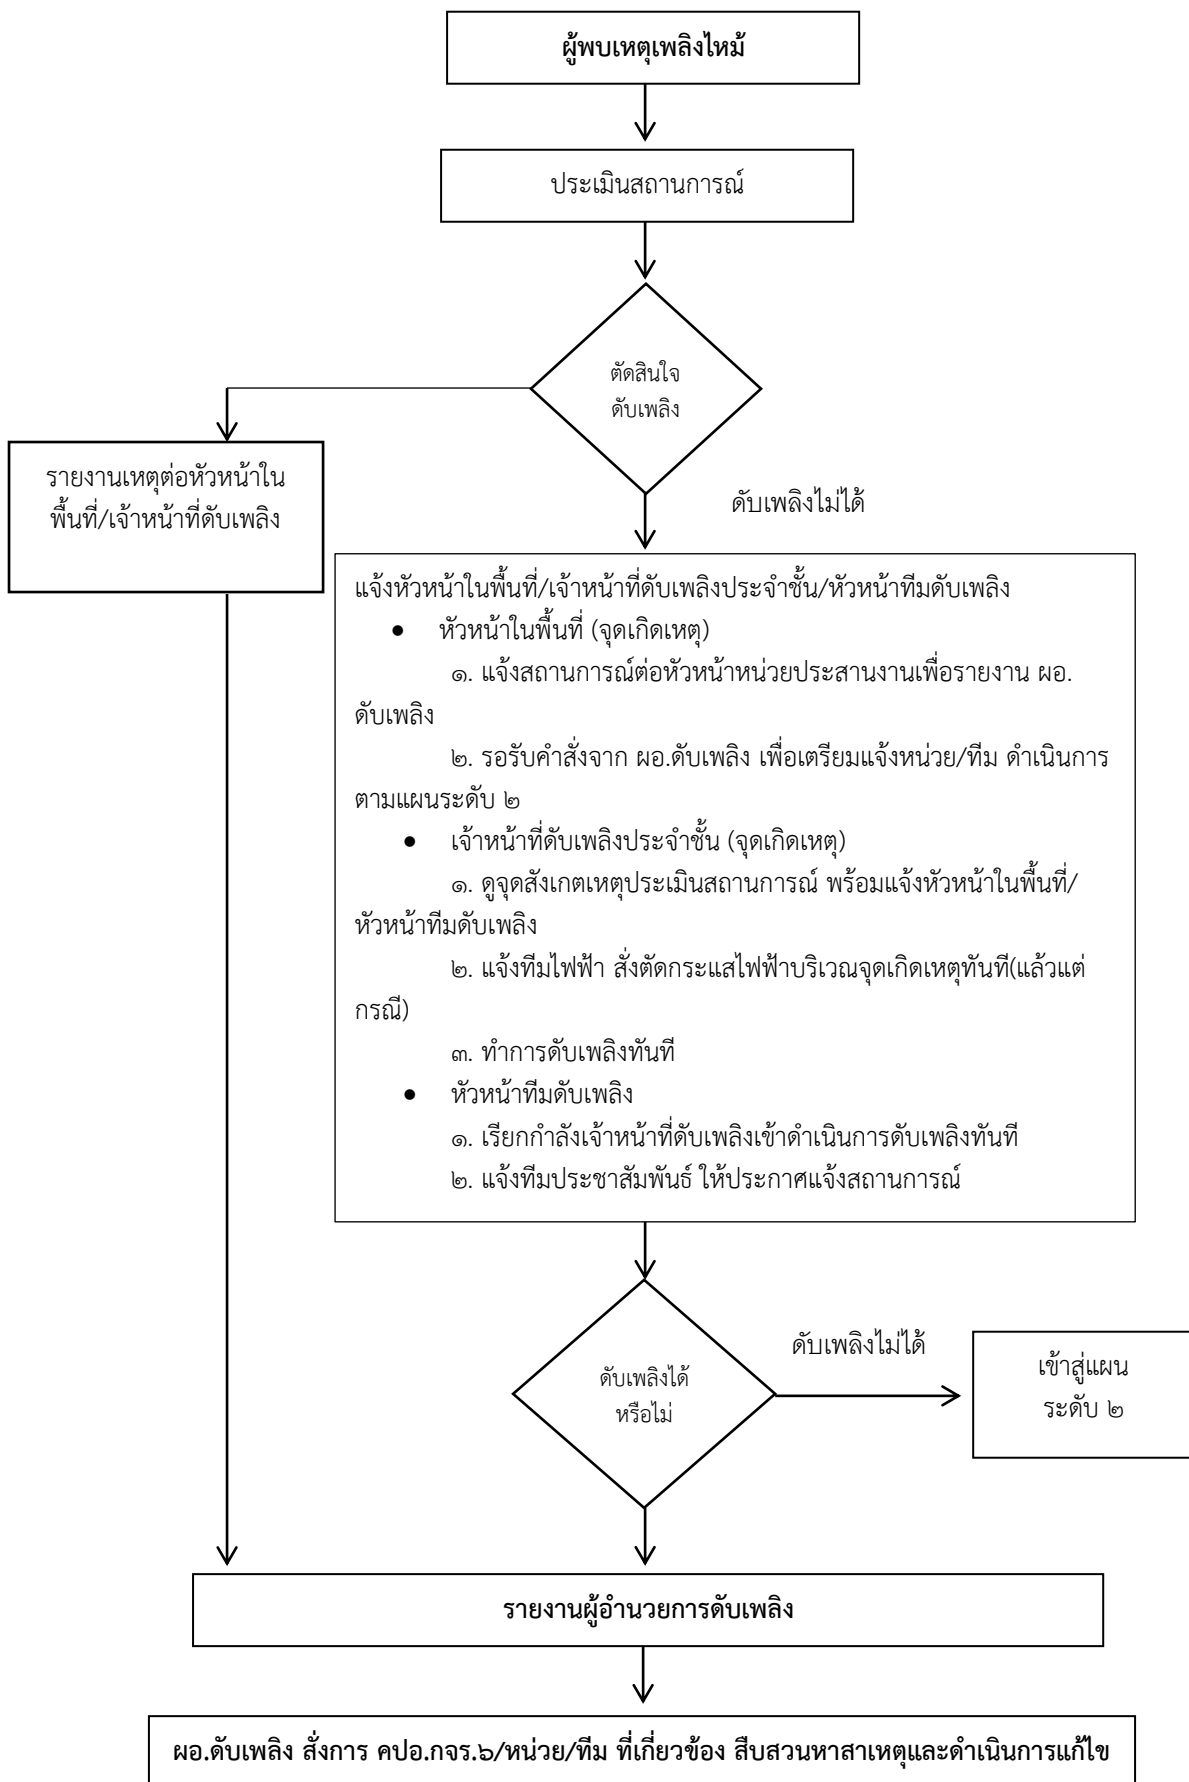 ผู้พบเหตุเพลิงไหม้
ประเมินสถานการณ์
ตัดสินใจ
ดับเพลิง
รายงานเหตุต่อหัวหน้าใน
พื้นที่/เจ้าหน้าที่ดับเพลิง
ดับเพลิงไม่ได้
แจ้งหัวหน้าในพื้นที่/เจ้าหน้าที่ดับเพลิงประจำชั้น/หัวหน้าทีมดับเพลิง
● หัวหน้าในพื้นที่ (จุดเกิดเหตุ)
๑. แจ้งสถานการณ์ต่อหัวหน้าหน่วยประสานงานเพื่อรายงาน ผอ.
ดับเพลิง
๒. รอรับคำสั่งจาก ผอ.ดับเพลิง เพื่อเตรียมแจ้งหน่วย/ทีม ดำเนินการ
ตามแผนระดับ ๒
● เจ้าหน้าที่ดับเพลิงประจำชั้น (จุดเกิดเหตุ)
๑. ดูจุดสังเกตเหตุประเมินสถานการณ์ พร้อมแจ้งหัวหน้าในพื้นที่/
หัวหน้าทีมดับเพลิง
๒. แจ้งทีมไฟฟ้า สั่งตัดกระแสไฟฟ้าบริเวณจุดเกิดเหตุทันที(แล้วแต่
กรณี)
๓. ทำการดับเพลิงทันที
● หัวหน้าทีมดับเพลิง
๑. เรียกกำลังเจ้าหน้าที่ดับเพลิงเข้าดำเนินการดับเพลิงทันที
๒. แจ้งทีมประชาสัมพันธ์ ให้ประกาศแจ้งสถานการณ์
ดับเพลิงได้
หรือไม่
ดับเพลิงไม่ได้
เข้าสู่แผน
ระดับ ๒
รายงานผู้อำนวยการดับเพลิง
ผอ.ดับเพลิง สั่งการ คปอ.กจร.๖/หน่วย/ทีม ที่เกี่ยวข้อง สืบสวนหาสาเหตุและดำเนินการแก้ไข